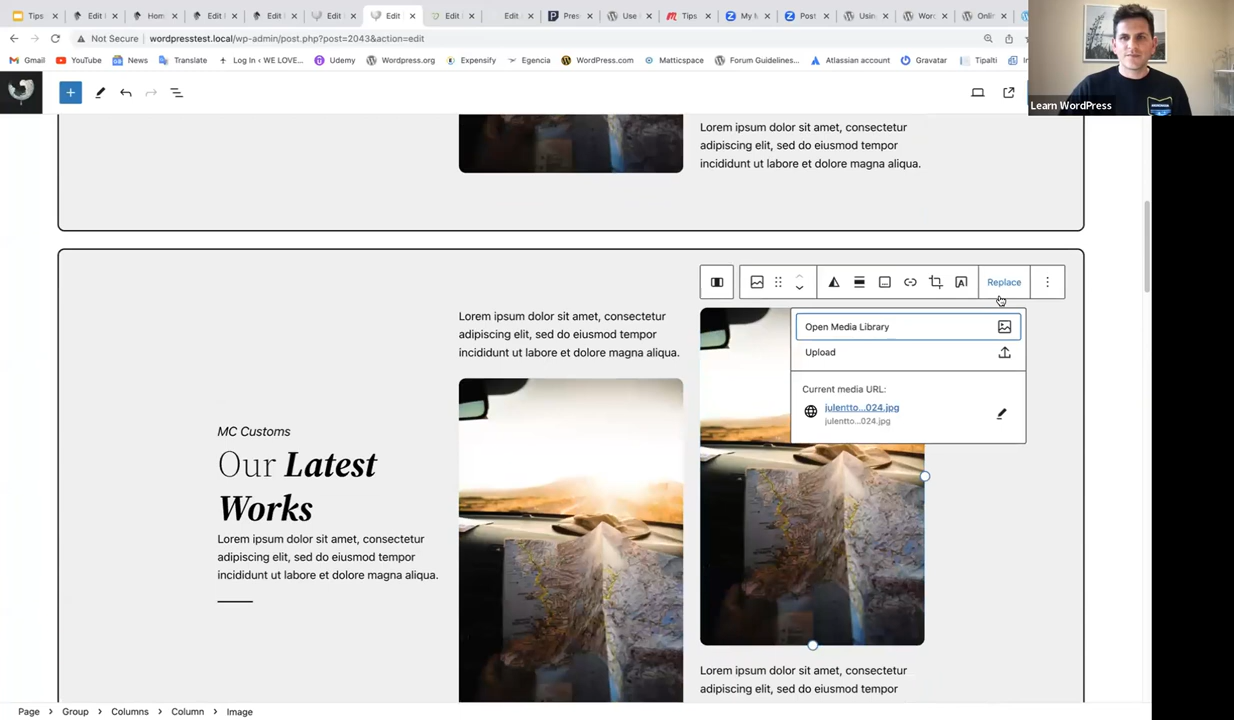 Tips
Edit
Hom
Edit
Edit
Edit
Edit
Edit
Edit
Pres
Use
Tips
My
Post
Usin
Word
Onlin
Not Secure
wordpresstest.local/wp-admin/post.php?post=2043&action=edit
Gmail
YouTube
News
Translate
Log In ‹ WE LOVE...
Udemy
Wordpress.org
Expensify
Egencia
WordPress.com
Matticspace
Forum Guidelines...
Atlassian account
Gravatar
Tipalti
Learn WordPress
Lorem ipsum dolor sit amet, consectetur
adipiscing elit, sed do eiusmod tempor
incididunt ut labore et dolore magna aliqua.
Replace
Open Media Library
Upload
Current media URL:
julentto...024.jpg
julentto...024.jpg
Lorem ipsum dolor sit amet, consectetur
adipiscing elit, sed do eiusmod tempor
incididunt ut labore et dolore magna aliqua.
MC Customs
Our Latest
Works
Lorem ipsum dolor sit amet, consectetur
adipiscing elit, sed do eiusmod tempor
incididunt ut labore et dolore magna aliqua.
Lorem ipsum dolor sit amet, consectetur
adipiscing elit, sed do eiusmod tempor
Page
Group
Columns
Column
Image